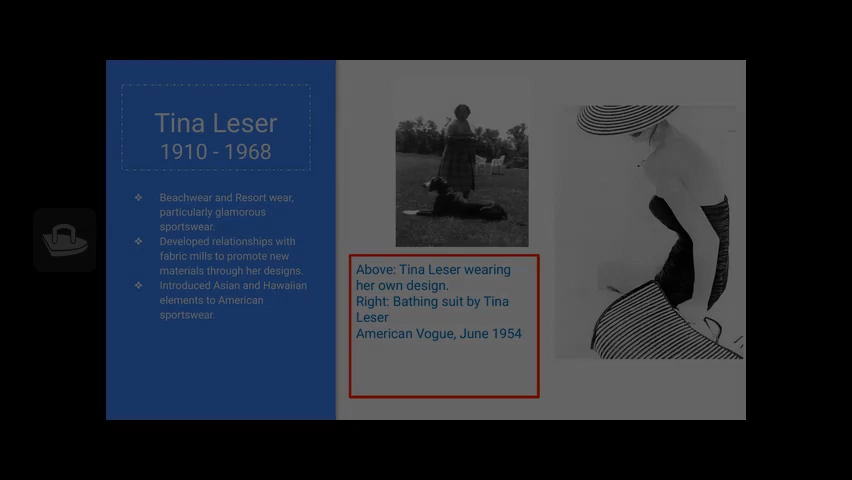 Tina Leser
1910 - 1968
❖ Beachwear and Resort wear,
particularly glamorous
sportswear.
❖ Developed relationships with
fabric mills to promote new
materials through her designs.
❖ Introduced Asian and Hawaiian
elements to American
sportswear.
Above: Tina Leser wearing
her own design.
Right: Bathing suit by Tina
Leser
American Vogue, June 1954